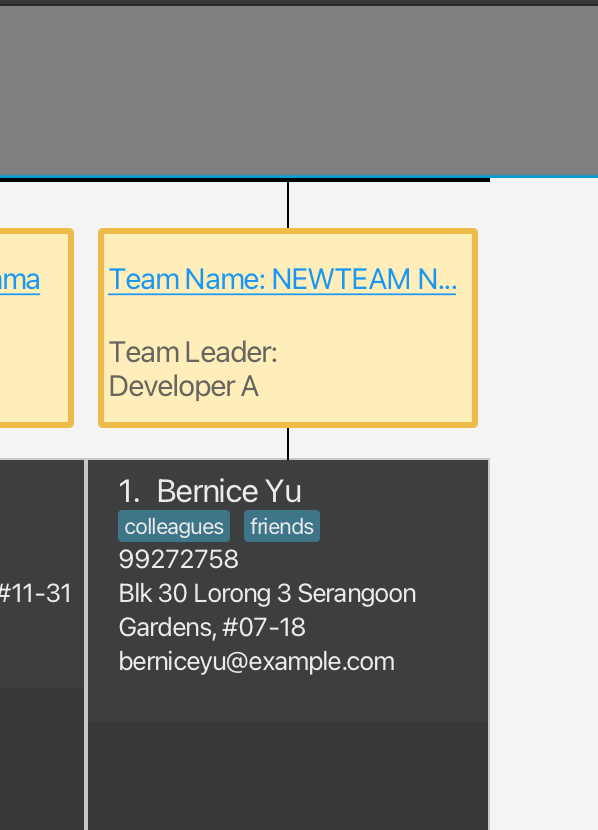 Team Name: NEWTEAM N...
Team Leader:
Developer A
1. Bernice Yu
colleagues friends
99272758
#11-31
Blk 30 Lorong 3 Serangoon
Gardens, #07-18
berniceyu@example.com